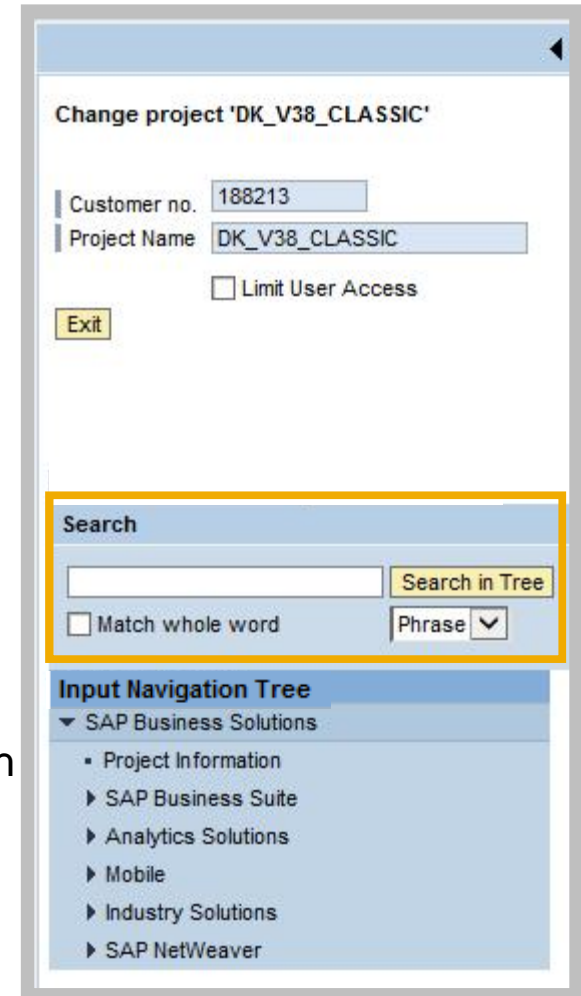 Change project 'DK_V38_CLASSIC'
Customer no. 188213
Project Name DK_V38_CLASSIC
Limit User Access
Exit
Search
Search in Tree
Match whole word Phrase
Input Navigation Tree
SAP Business Solutions
Project Information
n
SAP Business Suite
Analytics Solutions
Mobile
Industry Solutions
SAP NetWeaver